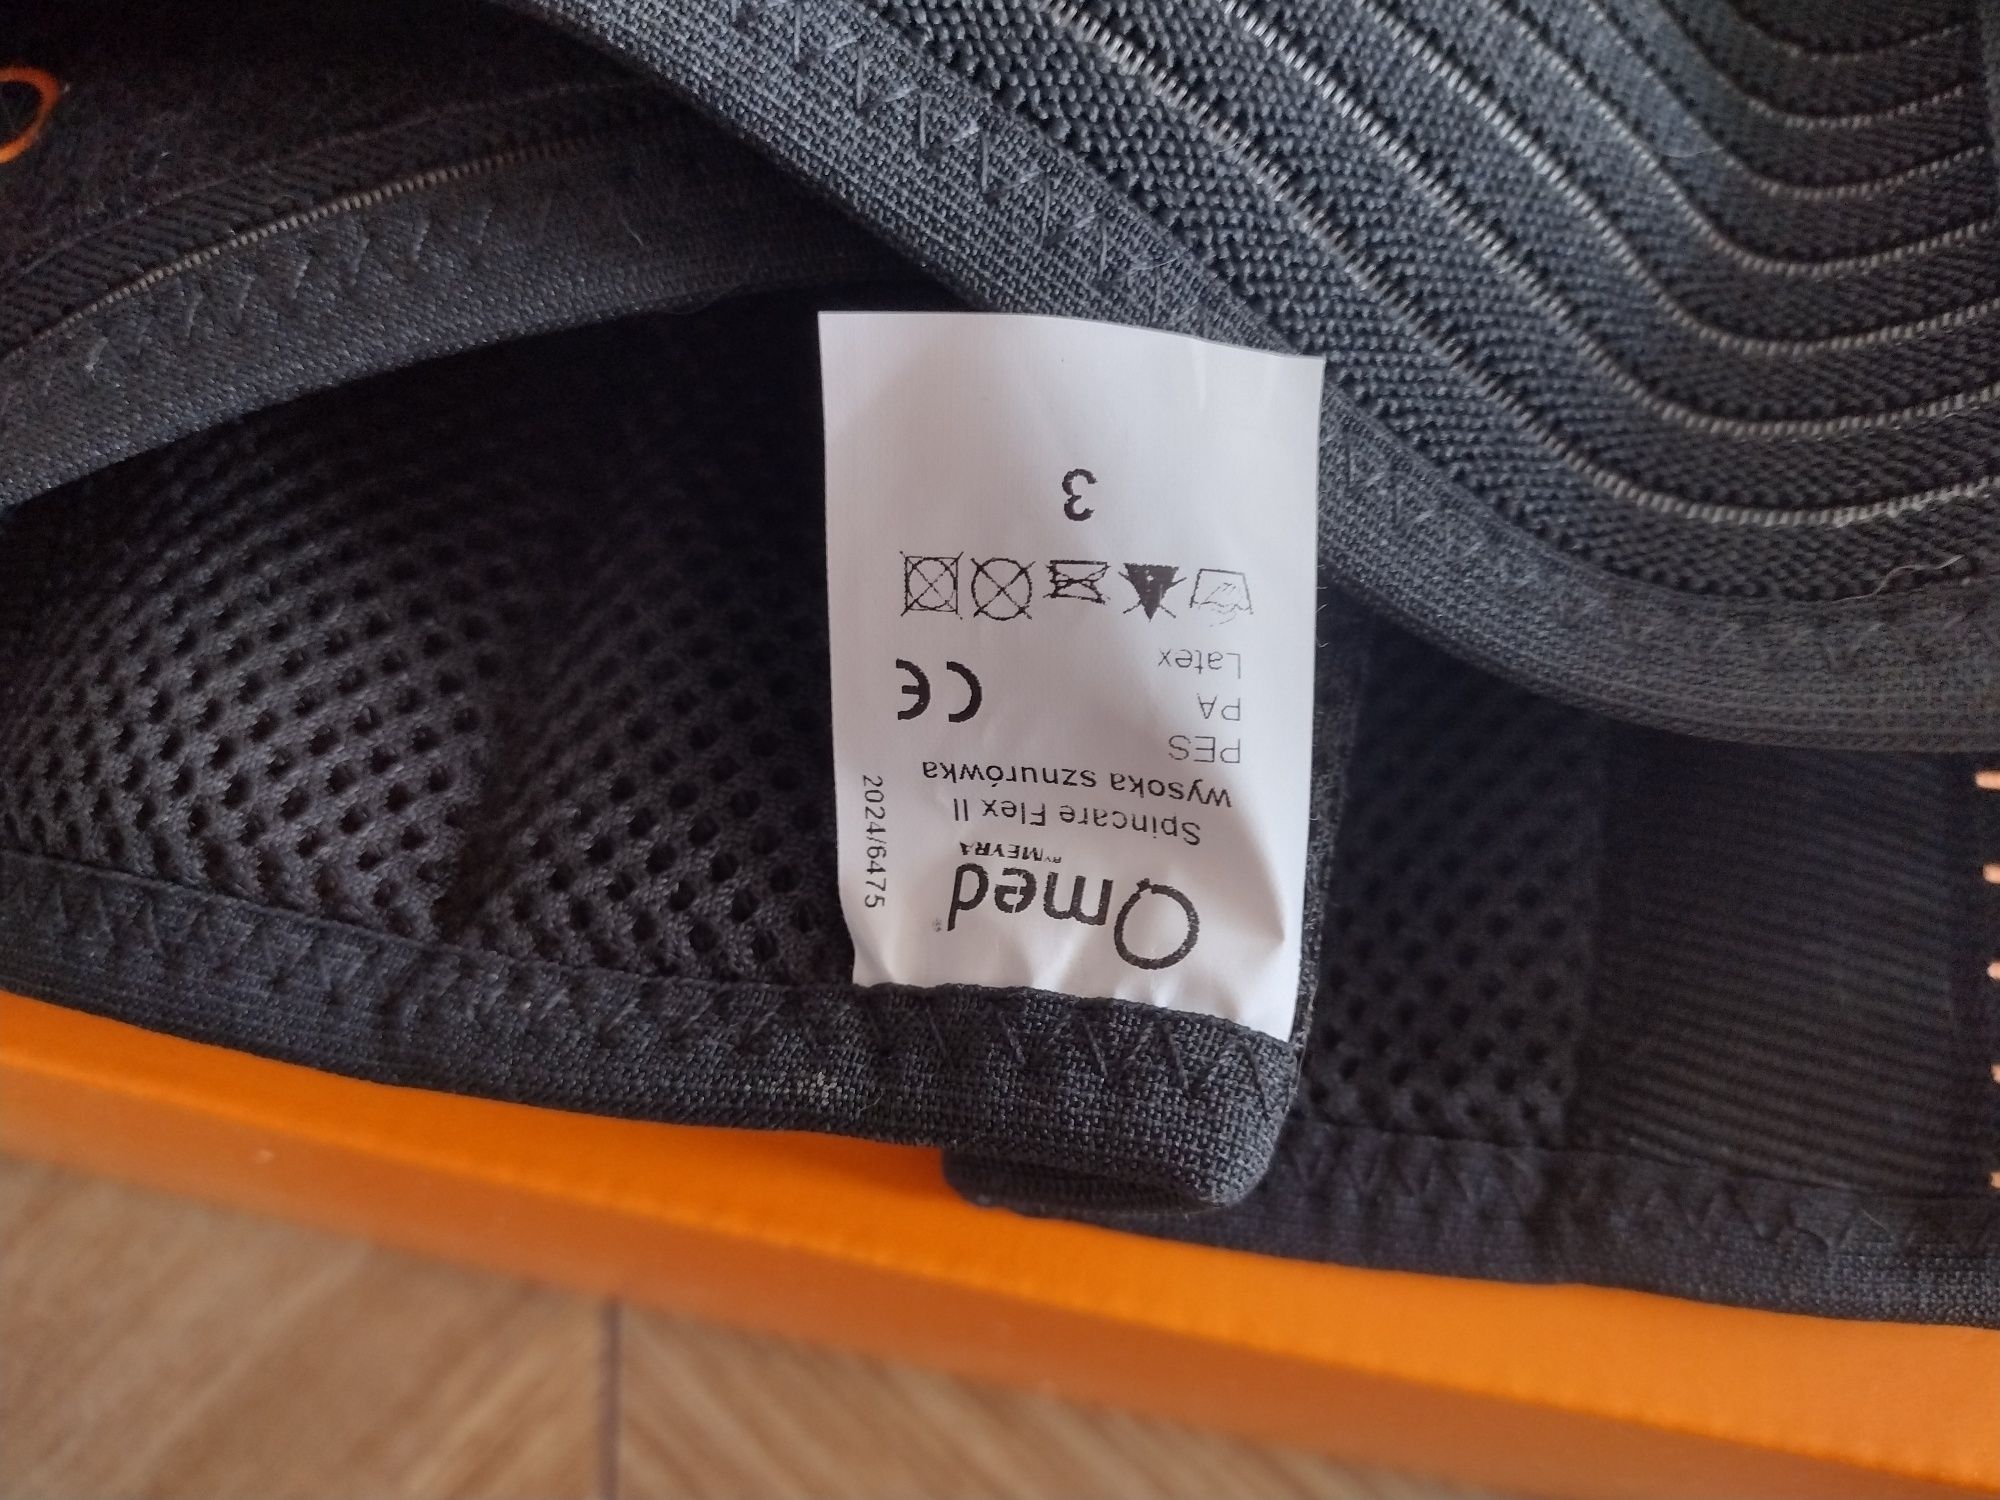 Qmed®
BY MEYRA
Spincare Flex II
wysoka sznurówka
PES
PA
Latex
CE
3
2024/6475